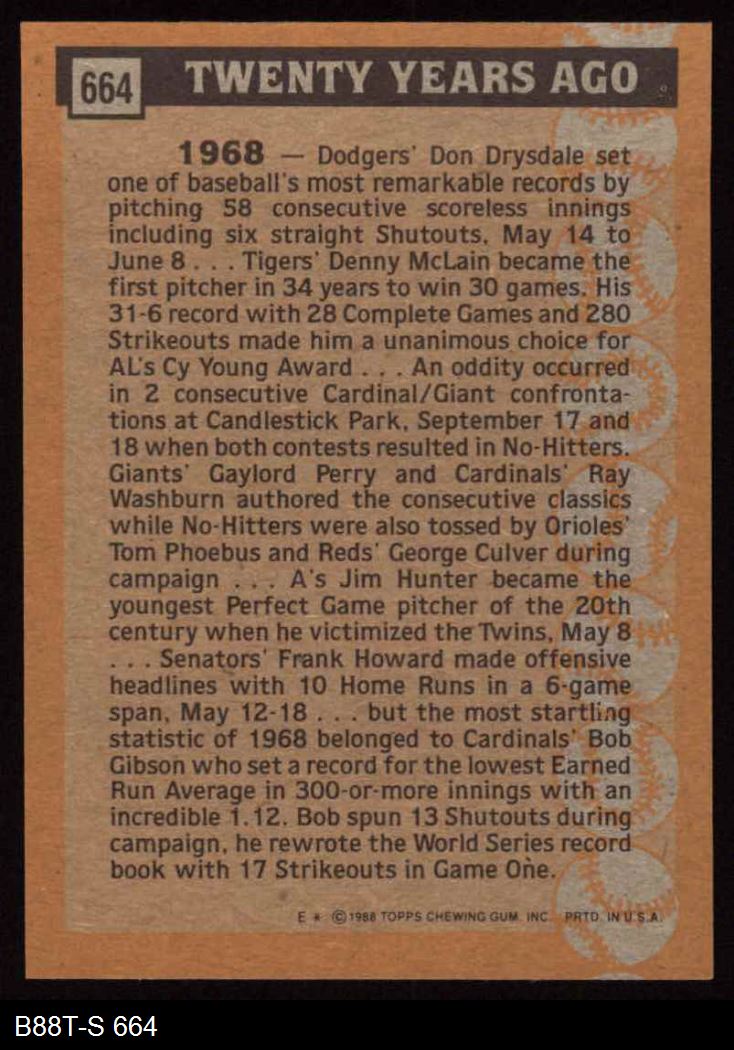 664
TWENTY YEARS AGO
1968 — Dodgers' Don Drysdale set
one of baseball's most remarkable records by
pitching 58 consecutive scoreless innings
including six straight Shutouts, May 14 to
June 8 . . . Tigers' Denny McLain became the
first pitcher in 34 years to win 30 games. His
31-6 record with 28 Complete Games and 280
Strikeouts made him a unanimous choice for
AL's Cy Young Award . . . An oddity occurred
in 2 consecutive Cardinal/Giant confronta-
tions at Candlestick Park, September 17 and
18 when both contests resulted in No-Hitters.
Giants' Gaylord Perry and Cardinals' Ray
Washburn authored the consecutive classics
while No-Hitters were also tossed by Orioles'
Tom Phoebus and Reds' George Culver during
campaign . . . A's Jim Hunter became the
youngest Perfect Game pitcher of the 20th
century when he victimized the Twins, May 8
. . . Senators' Frank Howard made offensive
headlines with 10 Home Runs in a 6-game
span, May 12-18 . . . but the most startling
statistic of 1968 belonged to Cardinals' Bob
Gibson who set a record for the lowest Earned
Run Average in 300-or-more innings with an
incredible 1.12. Bob spun 13 Shutouts during
campaign, he rewrote the World Series record
book with 17 Strikeouts in Game One.
E * ©1988 TOPPS CHEWING GUM, INC. PRTD. IN U.S.A.
B88T-S 664